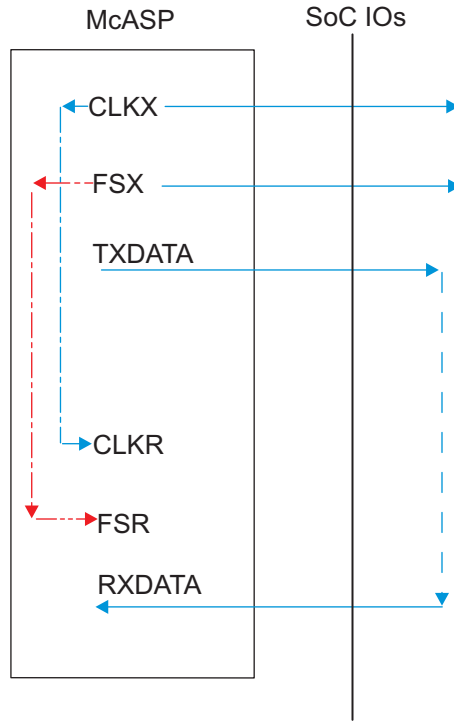 McASP
SoC IOs
CLKX
FSX
TXDATA
CLKR
FSR
RXDATA